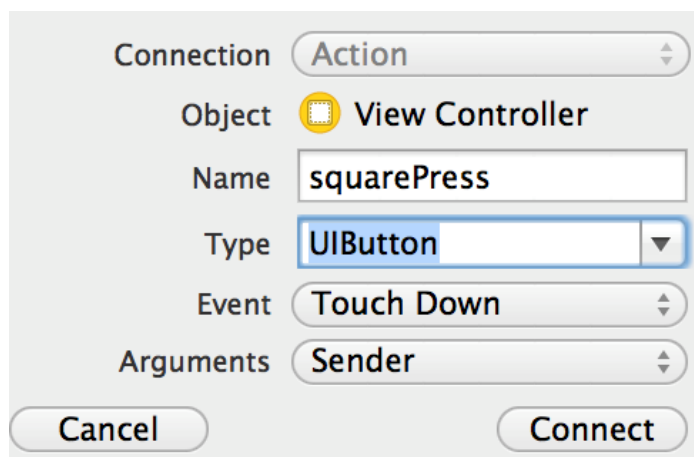 Connection Action
Object View Controller
Name squarePress
Type UIButton
Event Touch Down
Arguments Sender
Cancel Connect